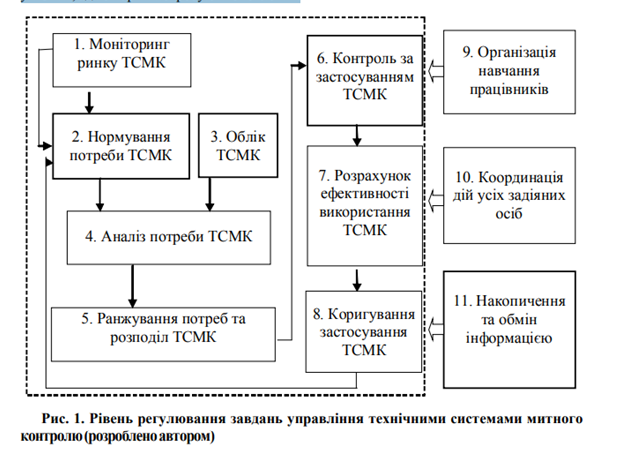 1. Моніторинг
ринку ТСМК
2. Нормування
потреби ТСМК
3. Облік
ТСМК
4. Аналіз потреби ТСМК
5. Ранжування потреб та
розподіл ТСМК
6. Контроль за
застосуванням
ТСМК
7. Розрахунок
ефективності
використання
ТСМК
8. Коригування
застосування
ТСМК
9. Організація
навчання
працівників
10. Координація
дій усіх задіяних
осіб
11. Накопичення
та обмін
інформацією
Рис. 1. Рівень регулювання завдань управління технічними системами митного
контролю (розроблено автором)